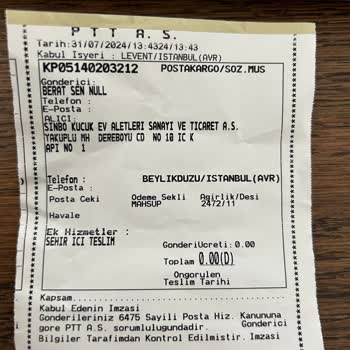 P T T  A. S.
Tarih:31/07/2024/13:4324/13:43
Kabul Isyeri : LEVENT/ISTANBUL(AVR)
KP05140203212 POSTAKARGO/SOZ.MUS
Gonderici:
BERAT SEN NULL
Telefon :
E-Posta :
ALICI:
SINBO KUCUK EV ALETLERI SANAYI VE TICARET A.S.
YAKUPLU MH DEREBOYU CD NO 10 IC K
API NO 1
Telefon : BEYLIKDUZU/ISTANBUL(AVR)
E-Posta :
Posta Ceki Odeme Sekli Agirlik/Desi
MAHSUP 2472/11
Havale
Ek Hizmetler :
SEHIR ICI TESLIM GonderiUcreti: 0.00
Toplam 0.00(D)
Ongorulen
Teslim Tarihi
Kapsam
Kabul Edenin Imzasi
Gonderileriniz 6475 Sayili Posta Hiz. Kanununa
gore PTT A.S. sorumlulugundadir. Gonderici
Bilgiler Tarafimdan Kontrol Edilmistir. Imzasi